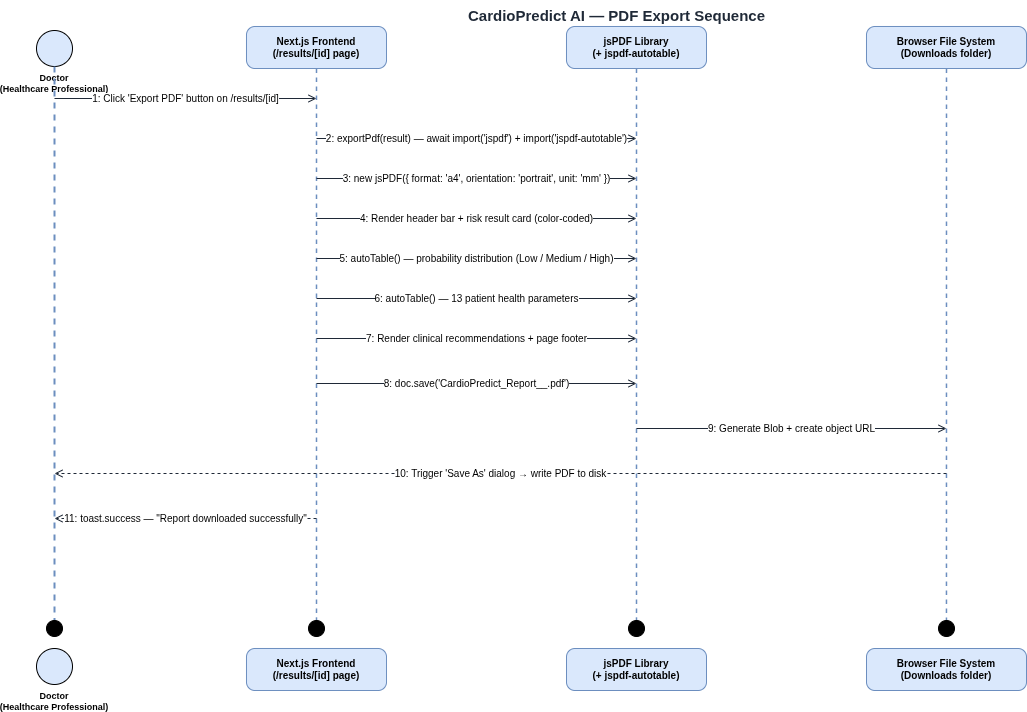 CardioPredict AI — PDF Export Sequence
Next.js Frontend
(/results/[id] page)
jsPDF Library
(+ jspdf-autotable)
Browser File System
(Downloads folder)
Doctor
(Healthcare Professional)
1: Click 'Export PDF' button on /results/[id]
2: exportPdf(result) — await import('jspdf') + import('jspdf-autotable')
3: new jsPDF({ format: 'a4', orientation: 'portrait', unit: 'mm' })
4: Render header bar + risk result card (color-coded)
5: autoTable() — probability distribution (Low / Medium / High)
6: autoTable() — 13 patient health parameters
7: Render clinical recommendations + page footer
8: doc.save('CardioPredict_Report__.pdf')
9: Generate Blob + create object URL
10: Trigger 'Save As' dialog → write PDF to disk
11: toast.success — "Report downloaded successfully"
Next.js Frontend
(/results/[id] page)
jsPDF Library
(+ jspdf-autotable)
Browser File System
(Downloads folder)
Doctor
(Healthcare Professional)